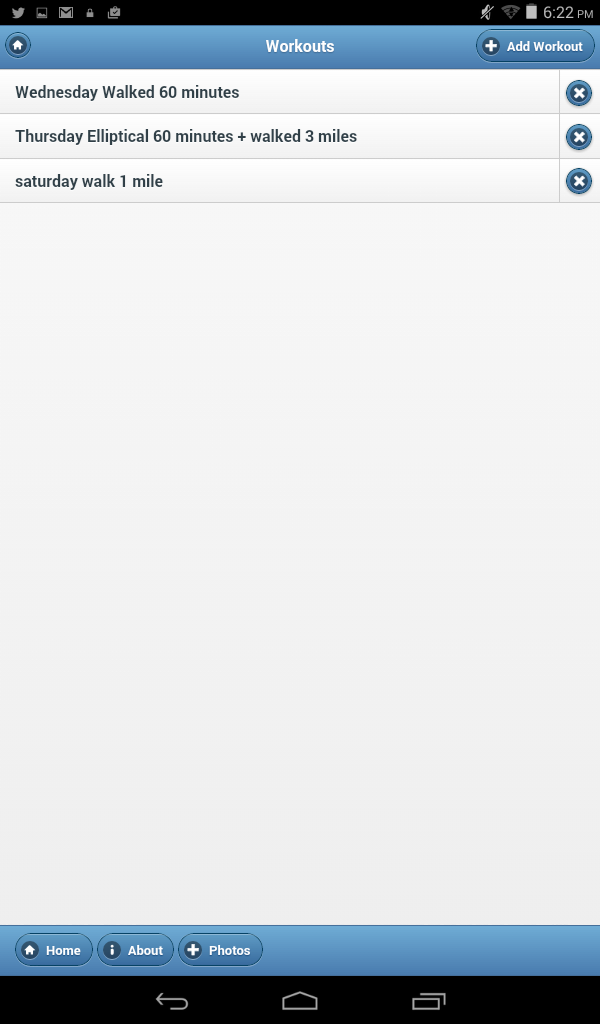 6:22 PM
Workouts
Add Workout
Wednesday Walked 60 minutes
Thursday Elliptical 60 minutes + walked 3 miles
saturday walk 1 mile
Home
About
Photos